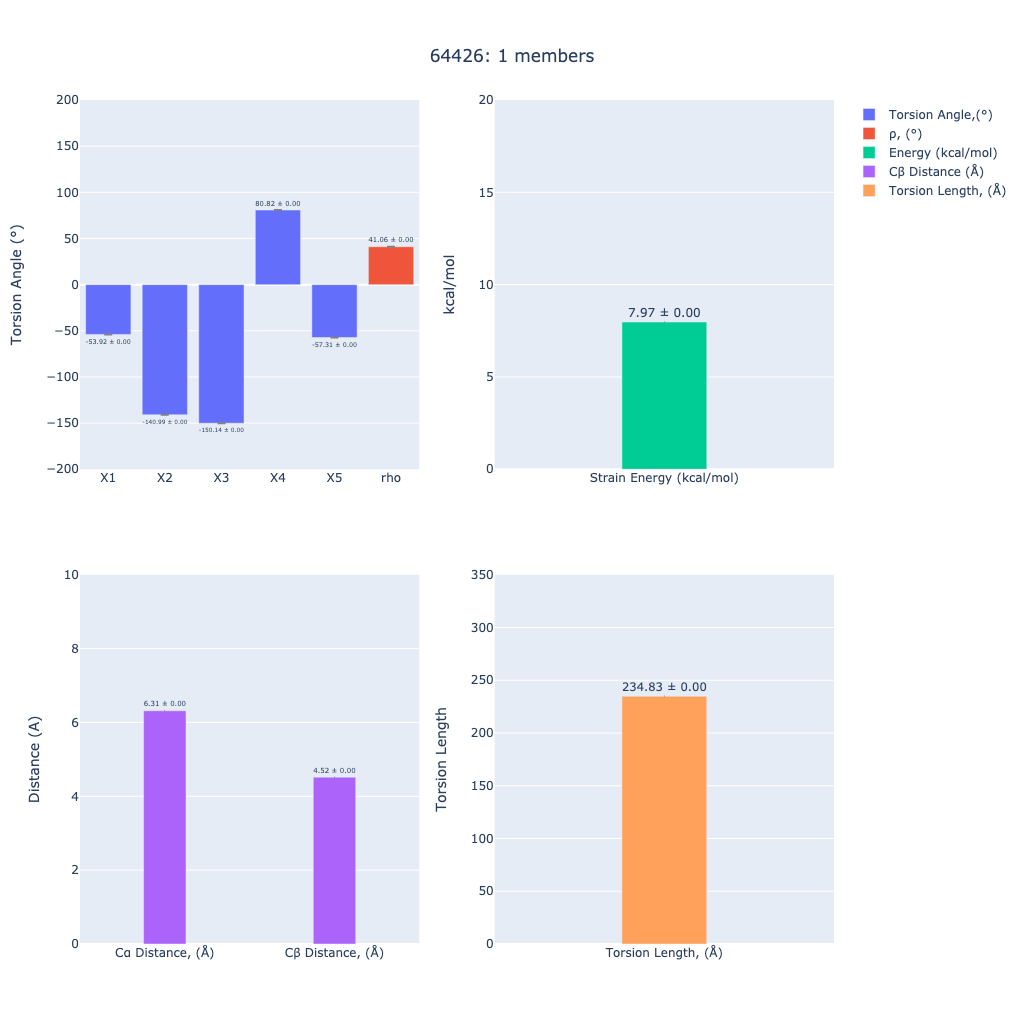 64426: 1 members
200
150
100
50
0
−50
−100
−150
−200
Torsion Angle (°)
-53.92 ± 0.00
-140.99 ± 0.00
-150.14 ± 0.00
80.82 ± 0.00
-57.31 ± 0.00
41.06 ± 0.00
X1 X2 X3 X4 X5 rho
20
15
10
5
0
kcal/mol
7.97 ± 0.00
Strain Energy (kcal/mol)
Torsion Angle,(°)
ρ, (°)
Energy (kcal/mol)
Cβ Distance (Å)
Torsion Length, (Å)
10
8
6
4
2
0
Distance (A)
6.31 ± 0.00
4.52 ± 0.00
Cα Distance, (Å) Cβ Distance, (Å)
350
300
250
200
150
100
50
0
Torsion Length
234.83 ± 0.00
Torsion Length, (Å)